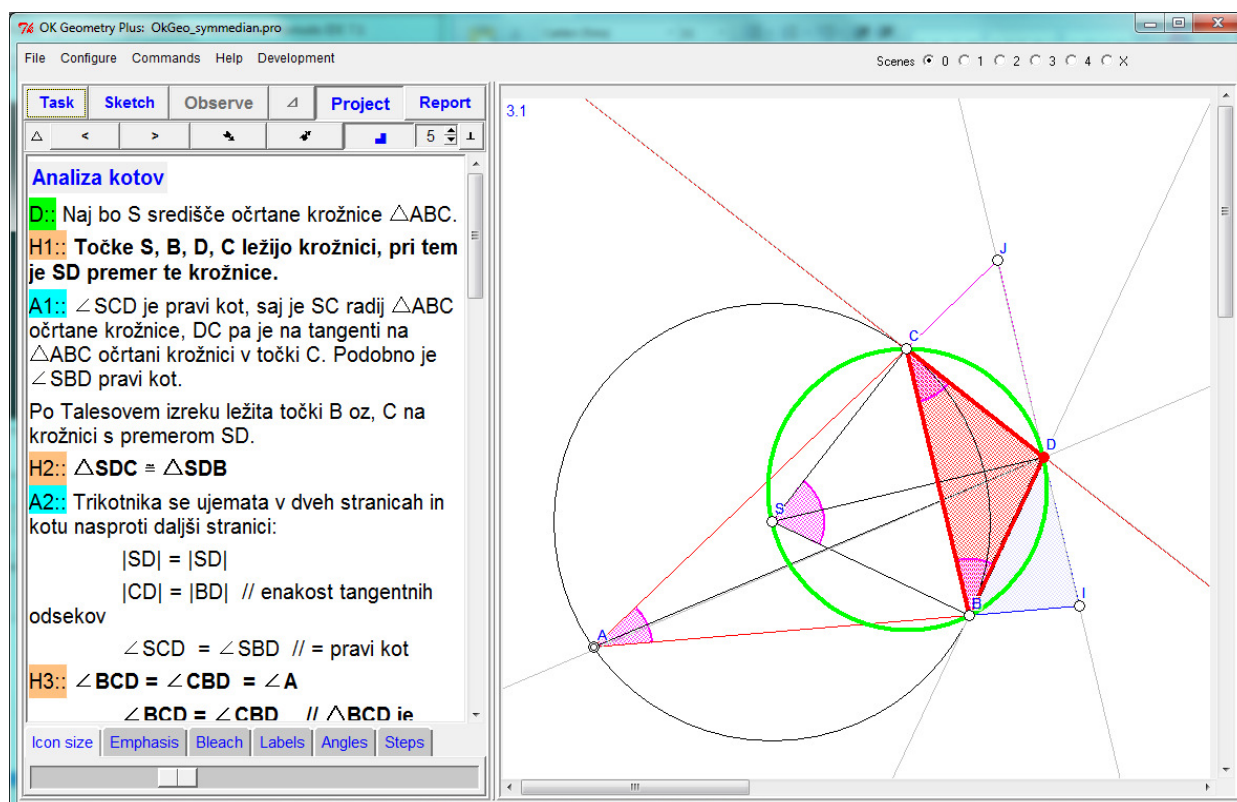 OK Geometry Plus: OkGeo_symmedian.pro
File Configure Commands Help Development
Scenes 0 1 2 3 4 X
Task Sketch Observe Project Report
< > 5
Analiza kotov
D:: Naj bo S središče očrtane krožnice △ABC.
H1:: Točke S, B, D, C ležijo krožnici, pri tem
je SD premer te krožnice.
A1:: ∠SCD je pravi kot, saj je SC radij △ABC
očrtane krožnice, DC pa je na tangenti na
△ABC očrtani krožnici v točki C. Podobno je
∠SBD pravi kot.
Po Talesovem izreku ležita točki B oz, C na
krožnici s premerom SD.
H2:: △SDC ≅ △SDB
A2:: Trikotnika se ujemata v dveh stranicah in
kotu nasproti daljši stranici:
|SD| = |SD|
|CD| = |BD| // enakost tangentnih
odsekov
∠SCD = ∠SBD // = pravi kot
H3:: ∠BCD = ∠CBD = ∠A
∠BCD = ∠CBD // △BCD je
Icon size Emphasis Bleach Labels Angles Steps
3.1
J
C
D
S
B
I
A